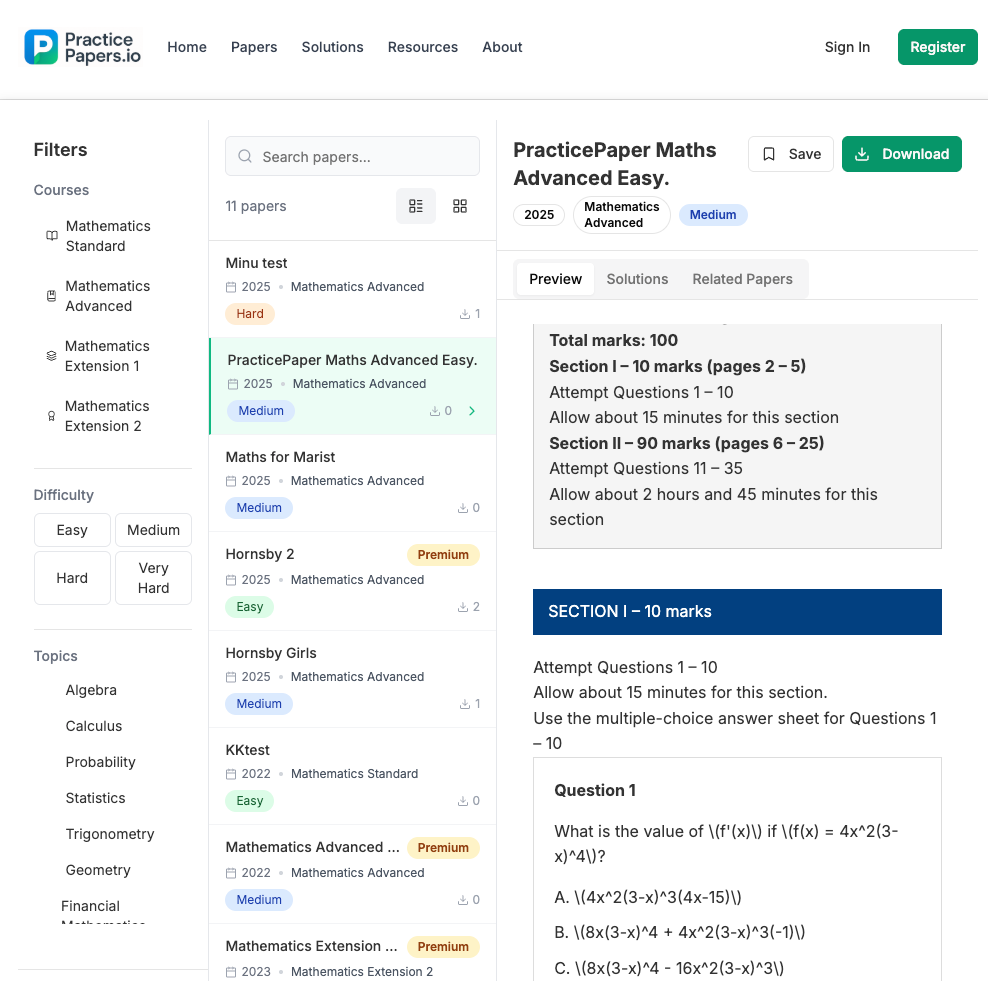 Practice
Papers.io
Home
Papers
Solutions
Resources
About
Sign In
Register
Filters
Courses
Mathematics
Standard
Mathematics
Advanced
Mathematics
Extension 1
Mathematics
Extension 2
Difficulty
Easy
Medium
Hard
Very
Hard
Topics
Algebra
Calculus
Probability
Statistics
Trigonometry
Geometry
Financial
Mathematics
Search papers...
11 papers
Minu test
2025 • Mathematics Advanced
Hard
1
PracticePaper Maths Advanced Easy.
2025 • Mathematics Advanced
Medium
0
Maths for Marist
2025 • Mathematics Advanced
Medium
0
Hornsby 2
Premium
2025 • Mathematics Advanced
Easy
2
Hornsby Girls
2025 • Mathematics Advanced
Medium
1
KKtest
2022 • Mathematics Standard
Easy
0
Mathematics Advanced ...
Premium
2022 • Mathematics Advanced
Medium
0
Mathematics Extension ...
Premium
2023 • Mathematics Extension 2
PracticePaper Maths
Advanced Easy.
Save
Download
2025
Mathematics
Advanced
Medium
Preview
Solutions
Related Papers
Total marks: 100
Section I – 10 marks (pages 2 – 5)
Attempt Questions 1 – 10
Allow about 15 minutes for this section
Section II – 90 marks (pages 6 – 25)
Attempt Questions 11 – 35
Allow about 2 hours and 45 minutes for this
section
SECTION I – 10 marks
Attempt Questions 1 – 10
Allow about 15 minutes for this section.
Use the multiple-choice answer sheet for Questions 1
– 10
Question 1
What is the value of \(f'(x)\) if \(f(x) = 4x^2(3-
x)^4\)?
A. \(4x^2(3-x)^3(4x-15)\)
B. \(8x(3-x)^4 + 4x^2(3-x)^3(-1)\)
C. \(8x(3-x)^4 - 16x^2(3-x)^3\)